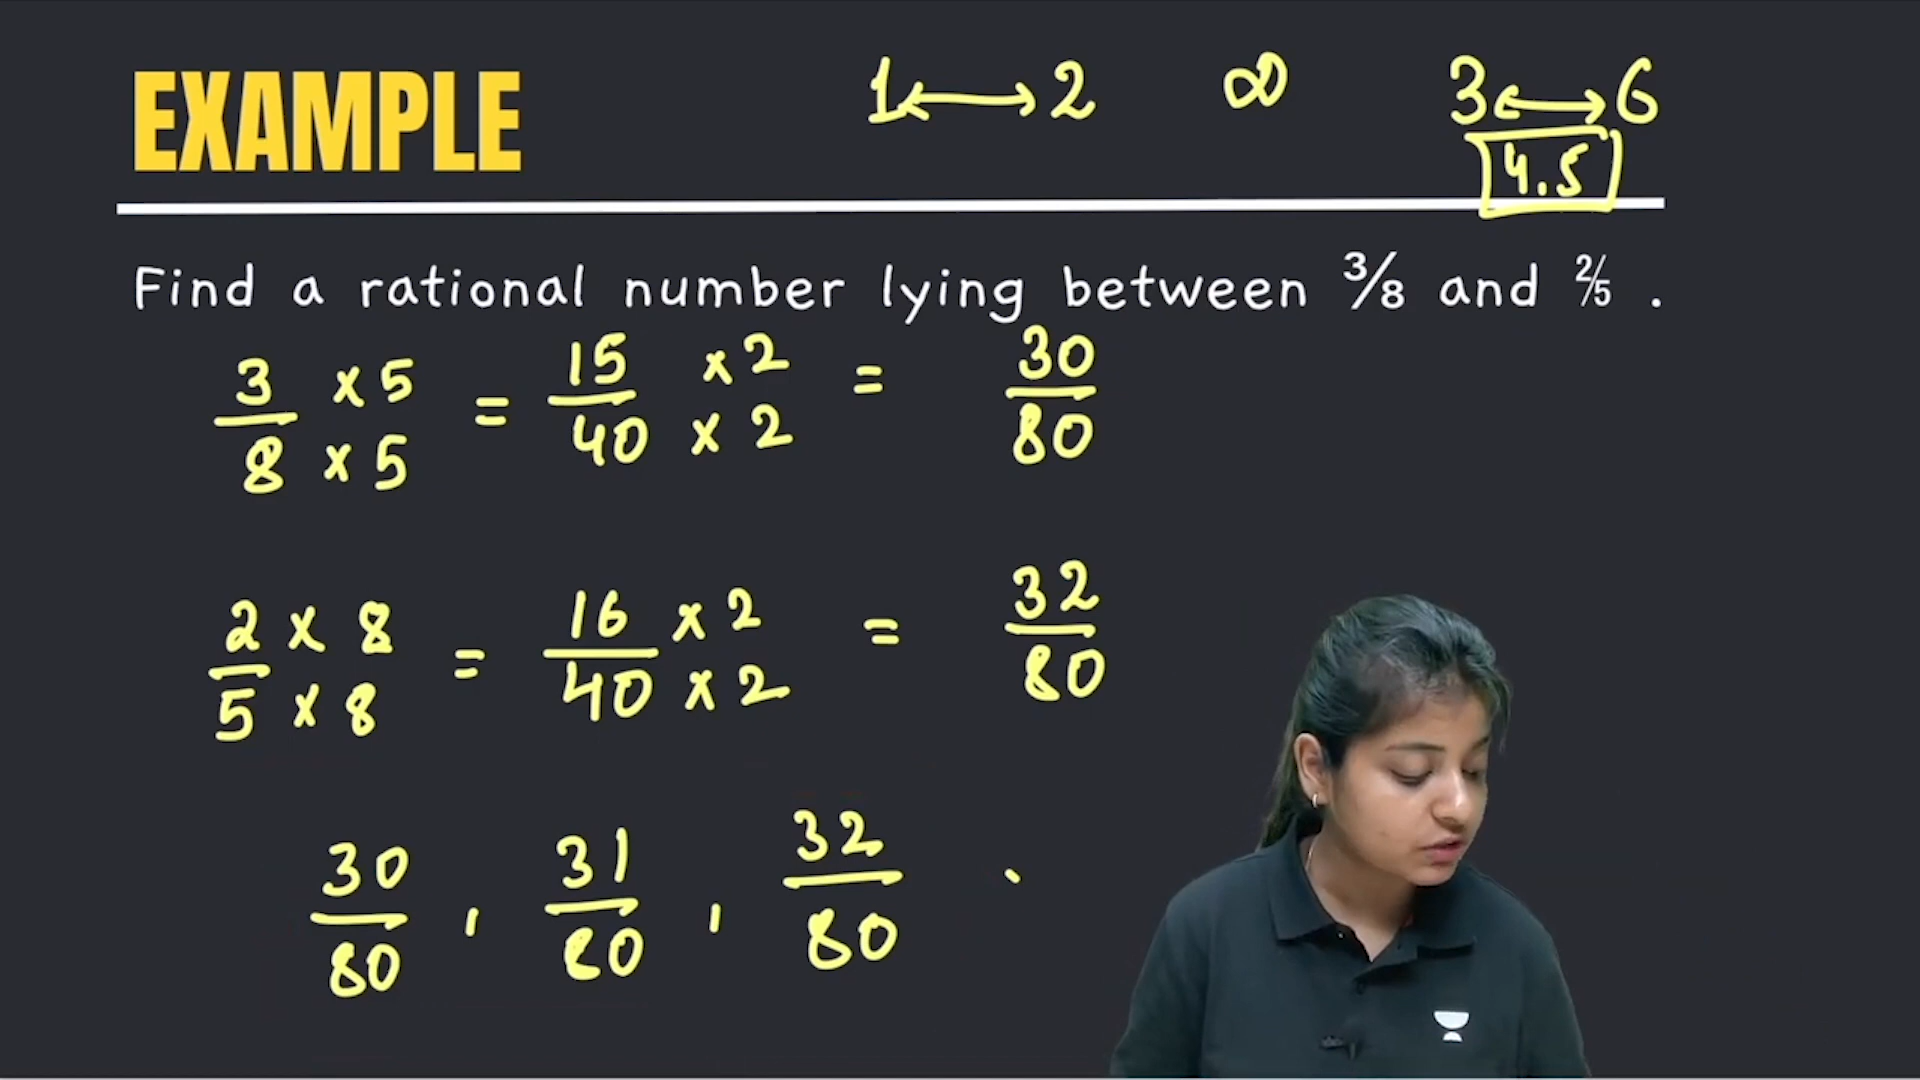 EXAMPLE
1 ⟷ 2 ∞ 3 ⟷ 6
4.5
Find a rational number lying between ³⁄₈ and ⅖ .
3/8 × 5/× 5 = 15/40 × 2/× 2 = 30/80
2/5 × 8/× 8 = 16/40 × 2/× 2 = 32/80
30/80 , 31/80 , 32/80 .